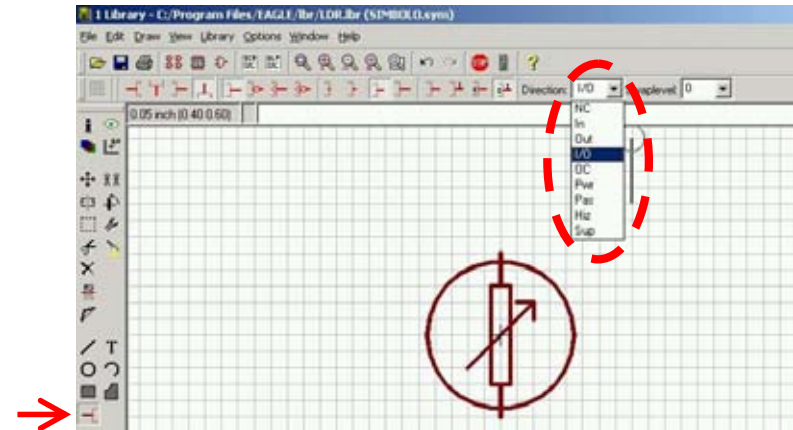 1 Library - C:/Program Files/EAGLE/lbr/LDR.lbr (SIMBOLO.sym)
File Edit Draw View Library Options Window Help
Direction: I/O waplevel: 0
0.05 inch (0.40 0.60)
NC
In
Out
I/O
OC
Pwr
Pas
Hiz
Sup